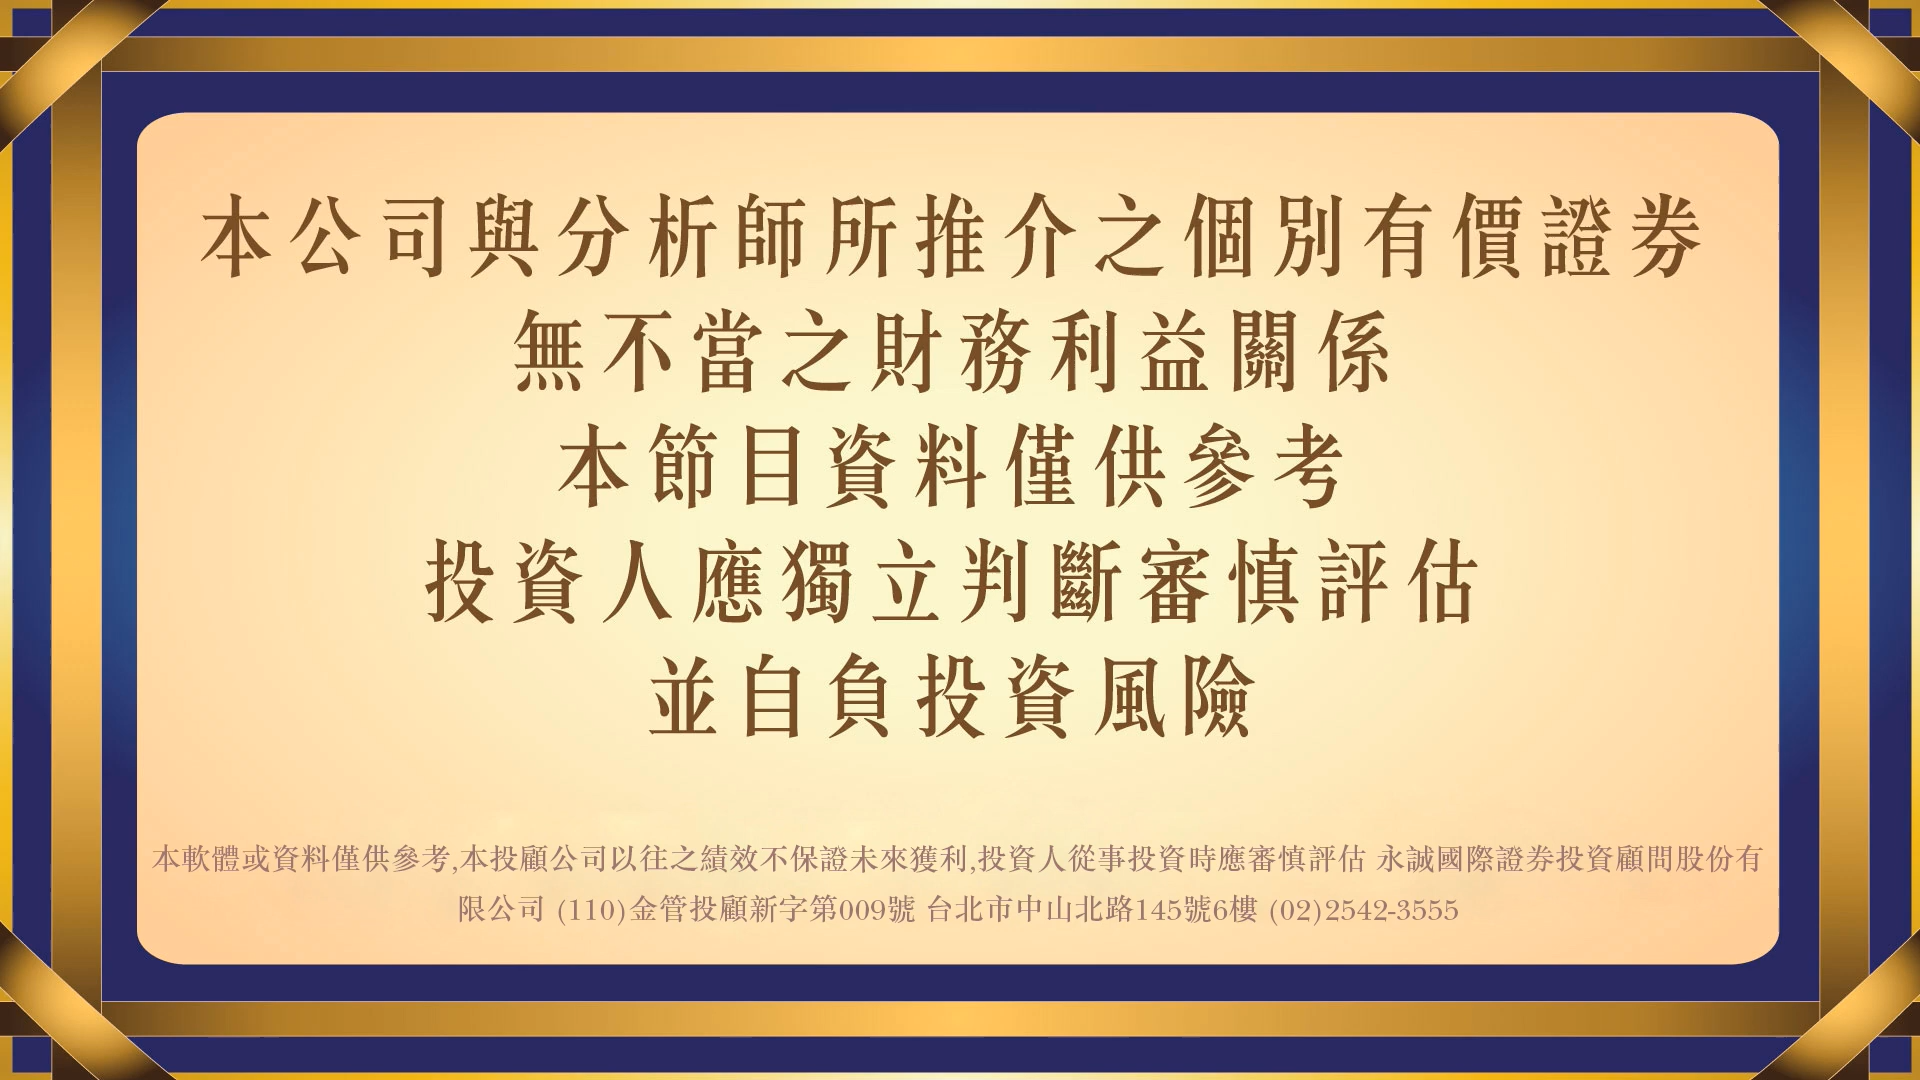 本公司與分析師所推介之個別有價證券
無不當之財務利益關係
本節目資料僅供參考
投資人應獨立判斷審慎評估
並自負投資風險
本軟體或資料僅供參考,本投顧公司以往之績效不保證未來獲利,投資人從事投資時應審慎評估 永誠國際證券投資顧問股份有
限公司 (110)金管投顧新字第009號 台北市中山北路145號6樓 (02)2542-3555